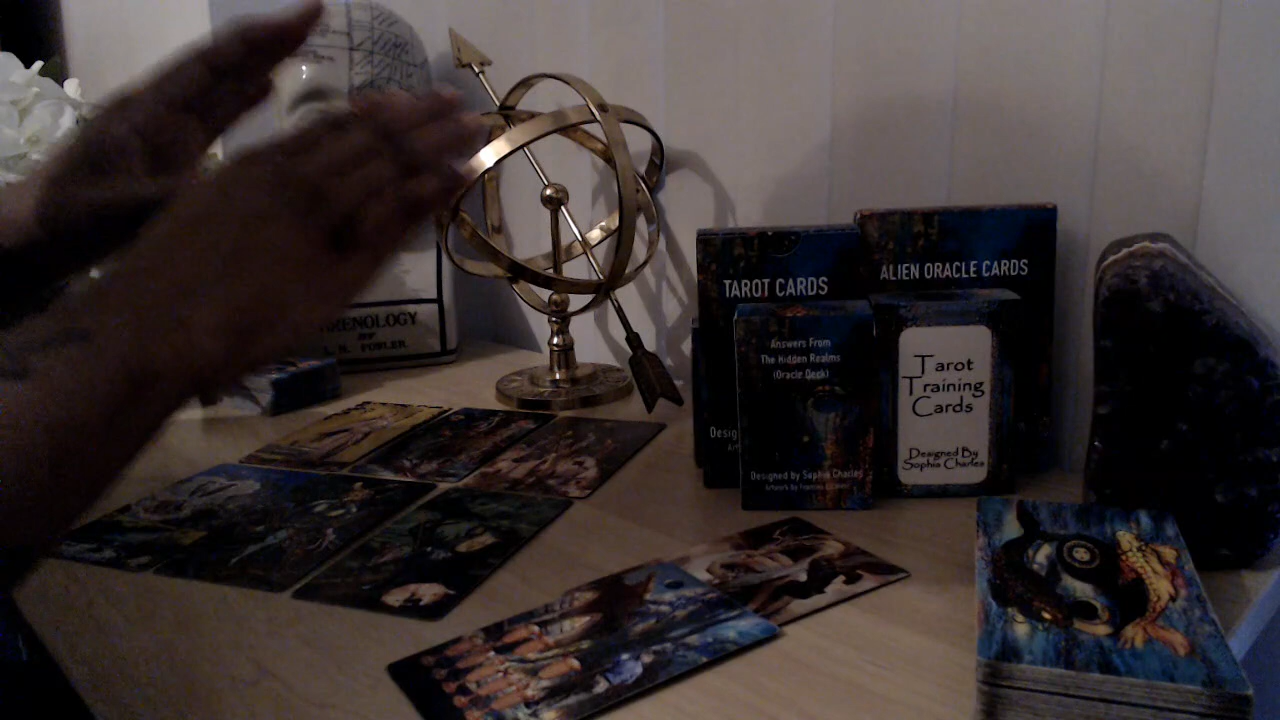 BY
L. N. FOWLER.
TAROT CARDS
ALIEN ORACLE CARDS
Answers From
The Hidden Realms
(Oracle Deck)
Designed by Sophia Charles
Tarot
Training
Cards
Designed By
Sophia Charles